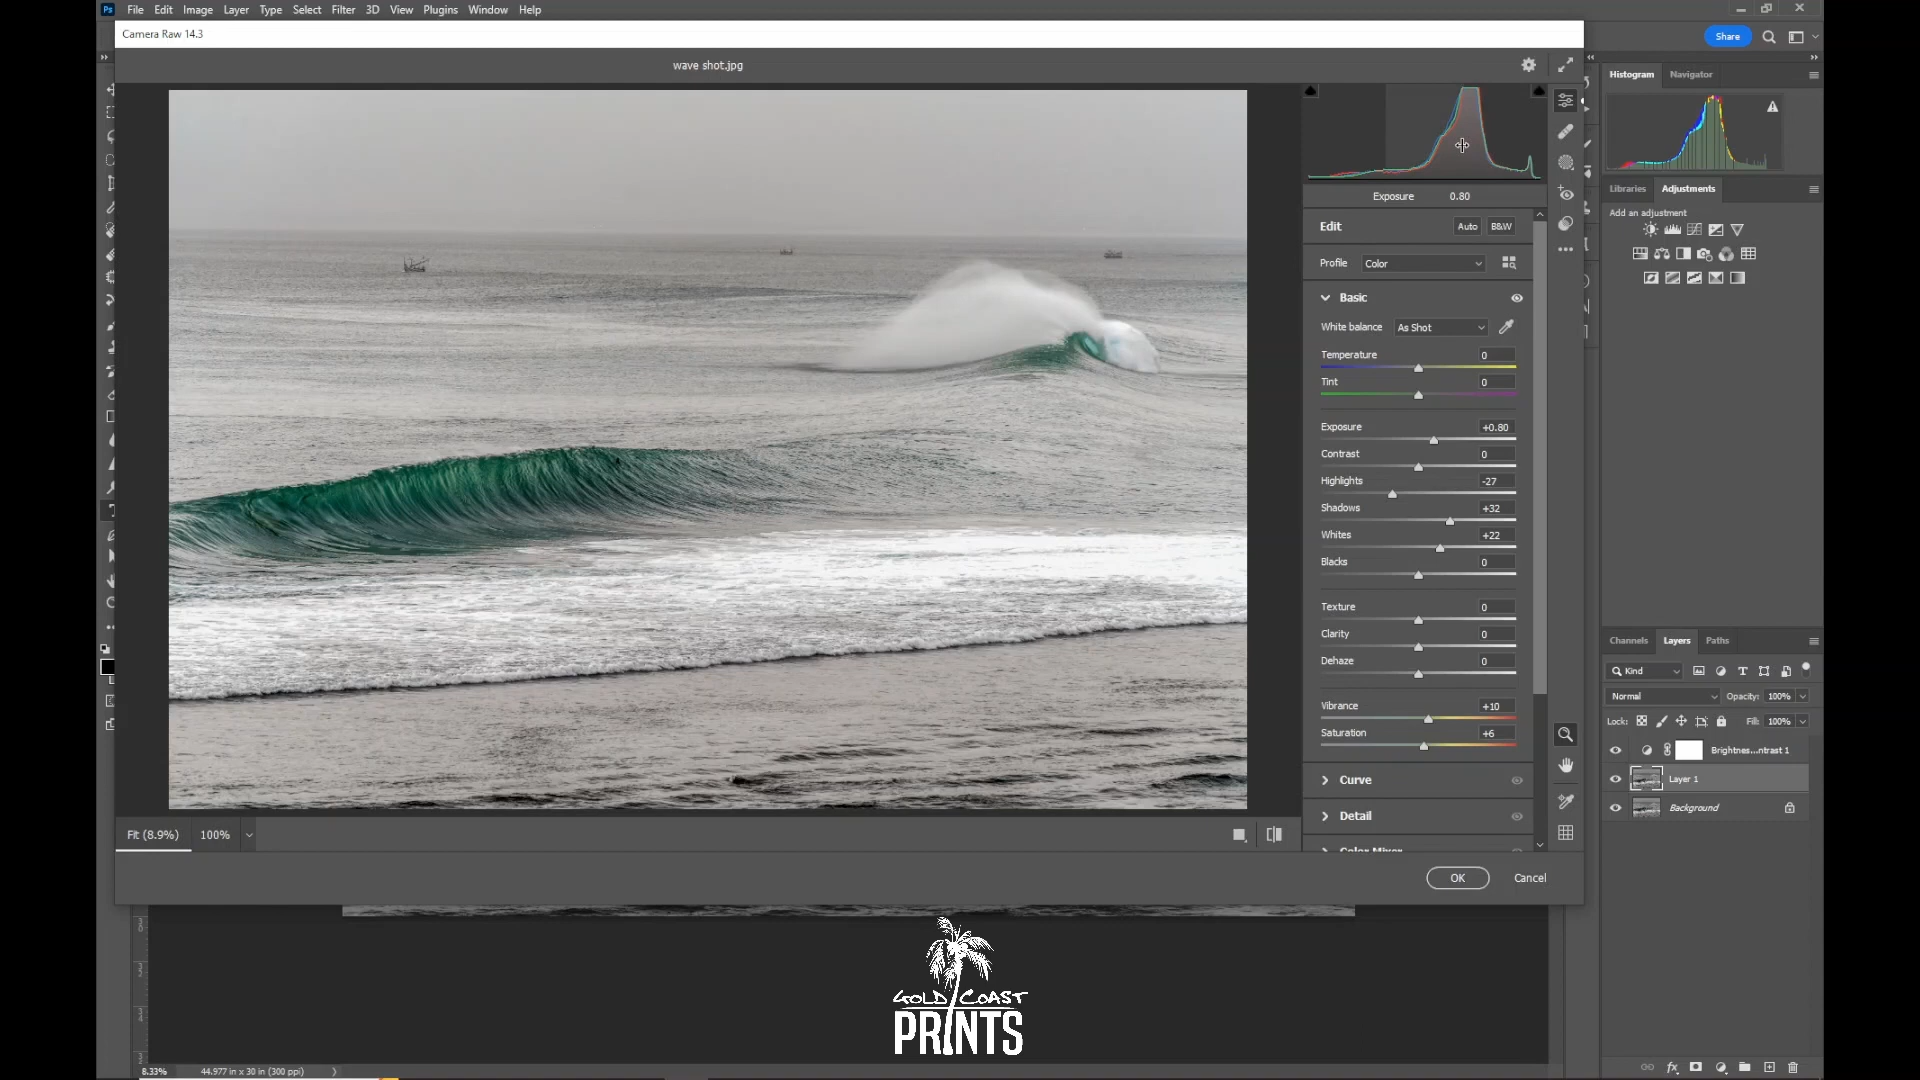 Ps File Edit Image Layer Type Select Filter 3D View Plugins Window Help
Camera Raw 14.3
Share
wave shot.jpg
Histogram Navigator
Exposure 0.80
Libraries Adjustments
Add an adjustment
Edit Auto B&W
Profile Color
Basic
White balance As Shot
Temperature 0
Tint 0
Exposure +0.80
Contrast 0
Highlights -27
Shadows +32
Whites +22
Blacks 0
Texture 0
Clarity 0
Dehaze 0
Vibrance +10
Saturation +6
Curve
Detail
Fit (8.9%) 100%
OK Cancel
Channels Layers Paths
Kind
Normal Opacity: 100%
Lock: Fill: 100%
Brightnes...ntrast 1
Layer 1
Background
GOLD COAST
PRINTS
8.33% 44.977 in x 30 in (300 ppi)